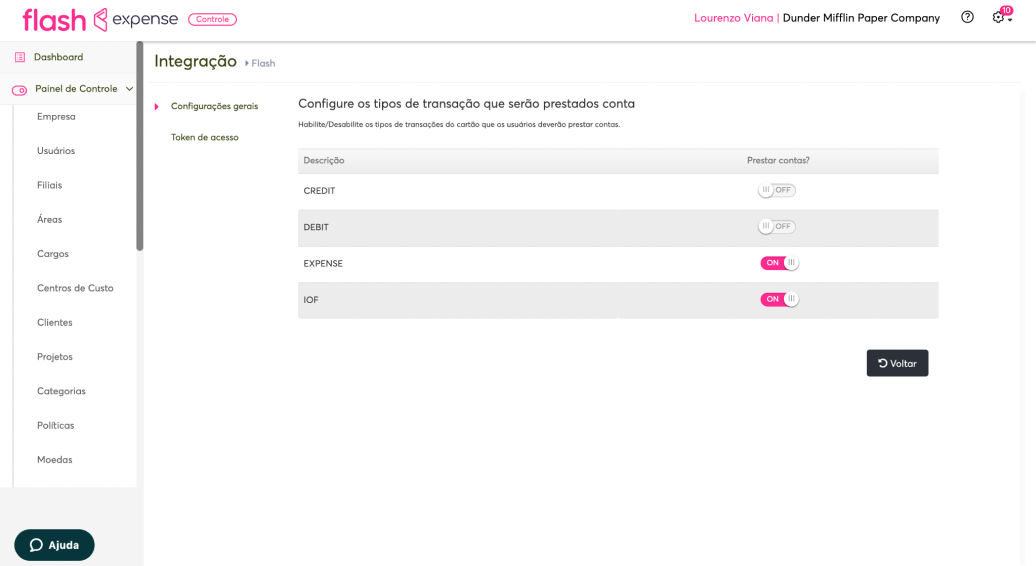 flash expense Controle
Lourenzo Viana | Dunder Mifflin Paper Company
10
Dashboard
Painel de Controle
Empresa
Usuários
Filiais
Áreas
Cargos
Centros de Custo
Clientes
Projetos
Categorias
Políticas
Moedas
Ajuda
Integração Flash
Configurações gerais
Token de acesso
Configure os tipos de transação que serão prestados conta
Habilite/Desabilite os tipos de transações do cartão que os usuários deverão prestar contas.
Descrição Prestar contas?
CREDIT OFF
DEBIT OFF
EXPENSE ON
IOF ON
Voltar